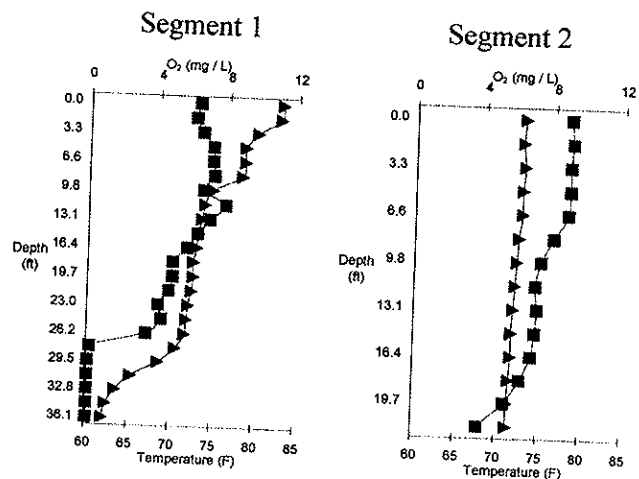 Segment 1
O₂ (mg / L)
0 4 8 12
0.0
3.3
6.6
9.8
13.1
Depth
(ft)
16.4
19.7
23.0
26.2
29.5
32.8
36.1
60 65 70 75 80 85
Temperature (F)
Segment 2
O₂ (mg / L)
0 4 8 12
0.0
3.3
6.6
Depth
(ft)
9.8
13.1
16.4
19.7
60 65 70 75 80 85
Temperature (F)